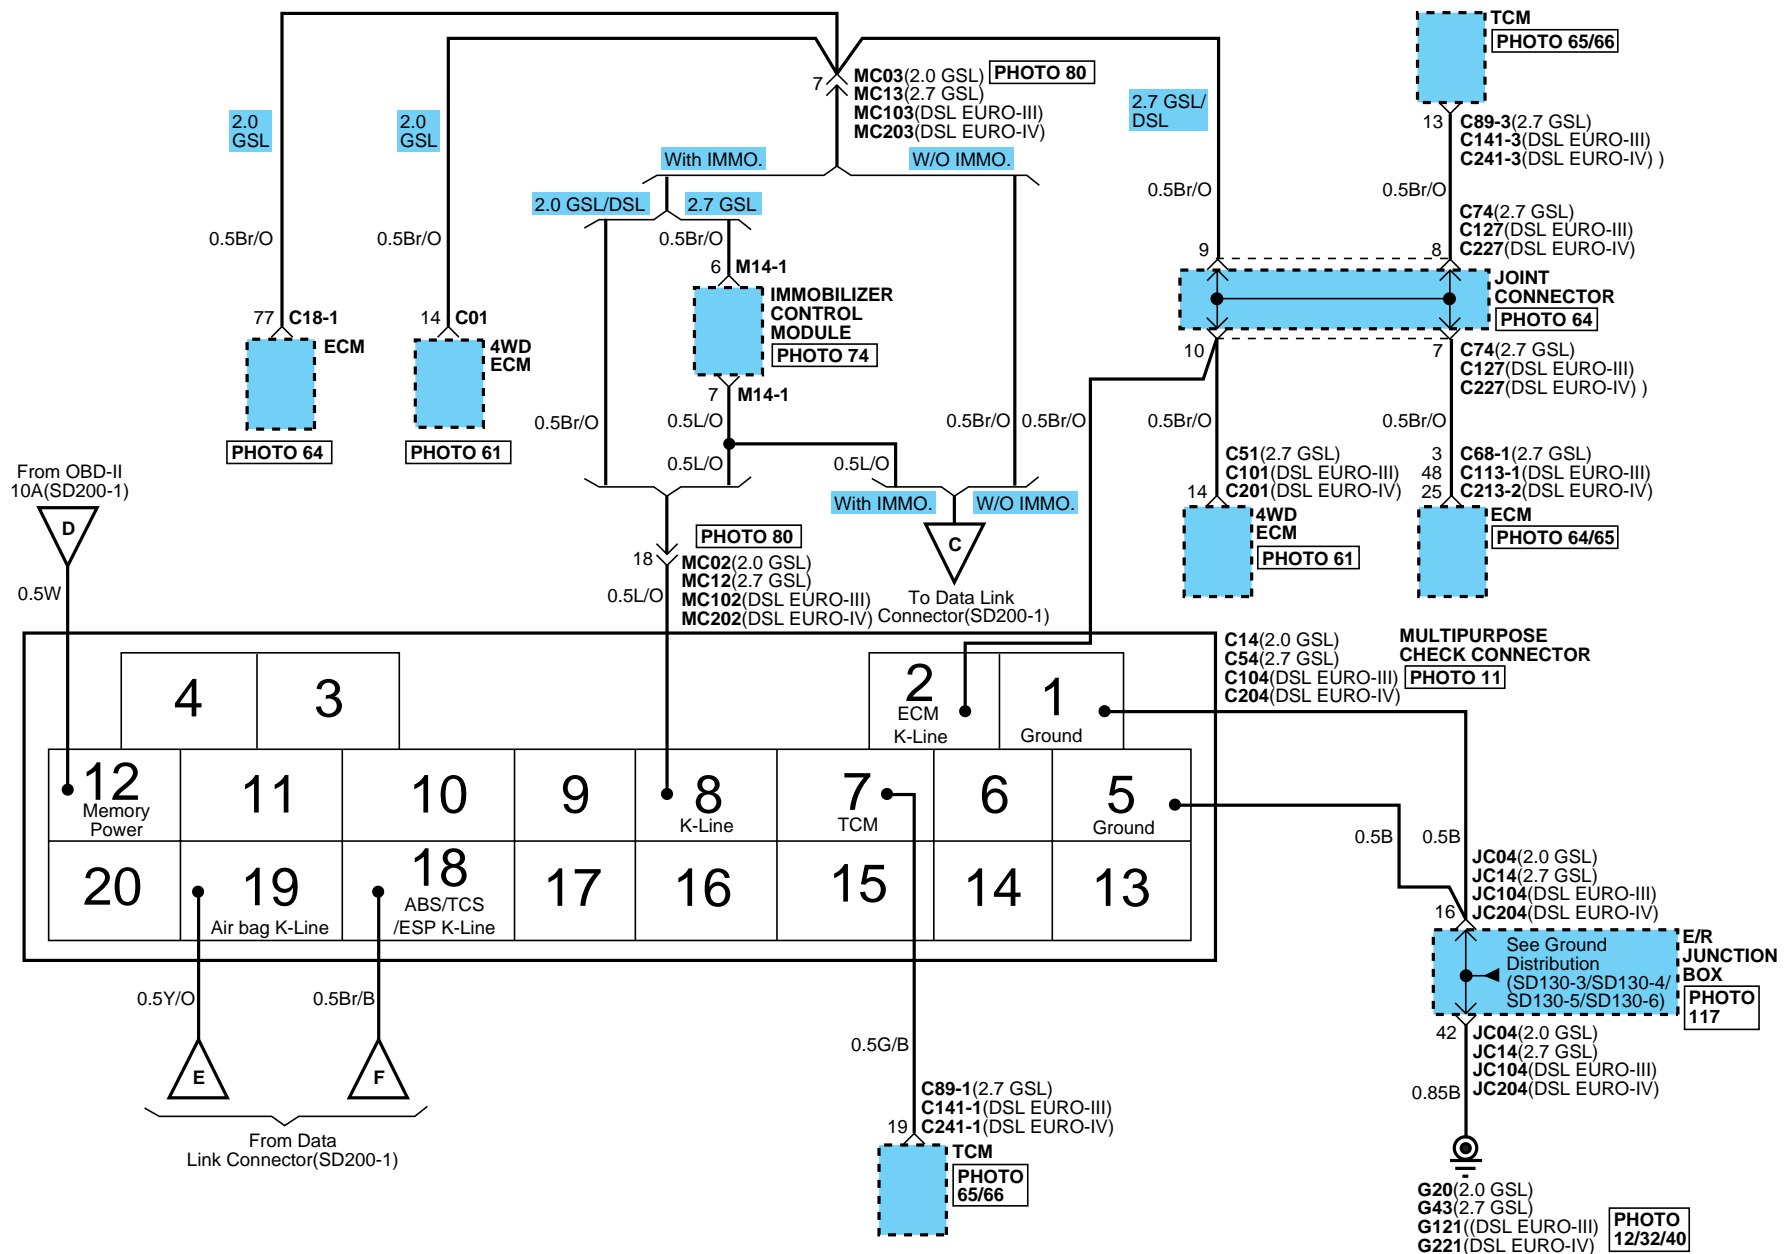 TCM
PHOTO 65/66
MC03(2.0 GSL) PHOTO 80
7
MC13(2.7 GSL)
MC103(DSL EURO-III)
MC203(DSL EURO-IV)
2.0
GSL
2.0
GSL
2.7 GSL/
DSL
13
C89-3(2.7 GSL)
C141-3(DSL EURO-III)
C241-3(DSL EURO-IV) )
With IMMO.
W/O IMMO.
2.0 GSL/DSL
2.7 GSL
0.5Br/O
0.5Br/O
0.5Br/O
0.5Br/O
0.5Br/O
C74(2.7 GSL)
C127(DSL EURO-III)
C227(DSL EURO-IV)
9
8
6
M14-1
IMMOBILIZER
CONTROL
MODULE
PHOTO 74
JOINT
CONNECTOR
PHOTO 64
77
C18-1
ECM
14
C01
4WD
ECM
10
7
C74(2.7 GSL)
C127(DSL EURO-III)
C227(DSL EURO-IV) )
7
M14-1
0.5Br/O
0.5L/O
0.5Br/O
0.5Br/O
0.5Br/O
0.5Br/O
PHOTO 64
PHOTO 61
0.5L/O
0.5L/O
C51(2.7 GSL)
C101(DSL EURO-III)
C201(DSL EURO-IV)
14
3
C68-1(2.7 GSL)
48
C113-1(DSL EURO-III)
25
C213-2(DSL EURO-IV)
From OBD-II
10A(SD200-1)
D
With IMMO.
W/O IMMO.
C
4WD
ECM
PHOTO 61
ECM
PHOTO 64/65
PHOTO 80
18
MC02(2.0 GSL)
MC12(2.7 GSL)
MC102(DSL EURO-III)
MC202(DSL EURO-IV)
0.5W
0.5L/O
To Data Link
Connector(SD200-1)
C14(2.0 GSL)
C54(2.7 GSL)
C104(DSL EURO-III)
C204(DSL EURO-IV)
MULTIPURPOSE
CHECK CONNECTOR
PHOTO 11
4
3
2
ECM
K-Line
1
Ground
12
Memory
Power
11
10
9
8
K-Line
7
TCM
6
5
Ground
20
19
Air bag K-Line
18
ABS/TCS
/ESP K-Line
17
16
15
14
13
0.5B
0.5B
JC04(2.0 GSL)
JC14(2.7 GSL)
JC104(DSL EURO-III)
16
JC204(DSL EURO-IV)
See Ground
Distribution
(SD130-3/SD130-4/
SD130-5/SD130-6)
E/R
JUNCTION
BOX
PHOTO
117
0.5Y/O
0.5Br/B
E
F
0.5G/B
42
JC04(2.0 GSL)
JC14(2.7 GSL)
JC104(DSL EURO-III)
JC204(DSL EURO-IV)
0.85B
From Data
Link Connector(SD200-1)
C89-1(2.7 GSL)
C141-1(DSL EURO-III)
19
C241-1(DSL EURO-IV)
TCM
PHOTO
65/66
G20(2.0 GSL)
G43(2.7 GSL)
G121((DSL EURO-III)
G221(DSL EURO-IV)
PHOTO
12/32/40